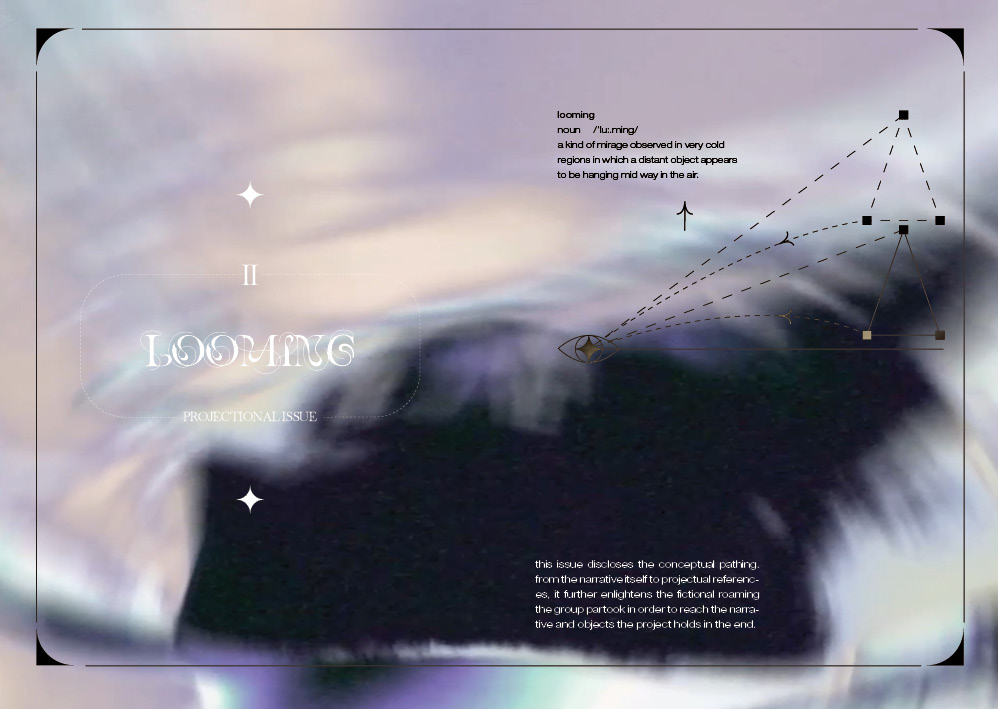 looming
noun /'lu:.ming/
a kind of mirage observed in very cold
regions in which a distant object appears
to be hanging mid way in the air.
II
LOOMING
PROJECTIONAL ISSUE
this issue discloses the conceptual pathing.
from the narrative itself to projectual referenc-
es, it further enlightens the fictional roaming
the group partook in order to reach the narra-
tive and objects the project holds in the end.